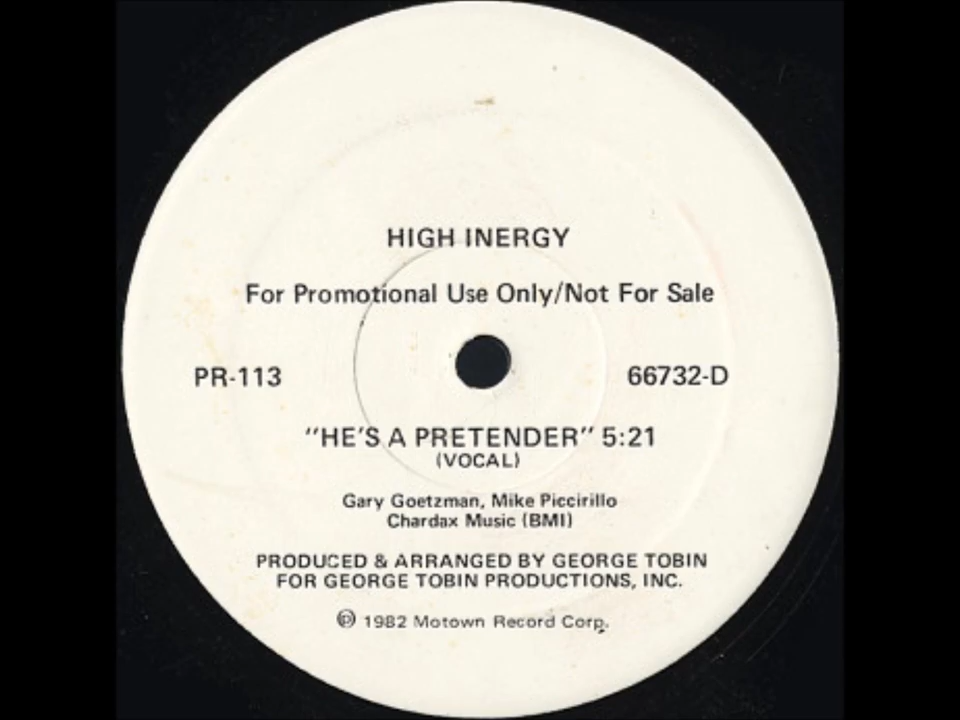 HIGH INERGY
For Promotional Use Only/Not For Sale
PR-113 66732-D
"HE'S A PRETENDER" 5:21
(VOCAL)
Gary Goetzman, Mike Piccirillo
Chardax Music (BMI)
PRODUCED & ARRANGED BY GEORGE TOBIN
FOR GEORGE TOBIN PRODUCTIONS, INC.
℗ 1982 Motown Record Corp.